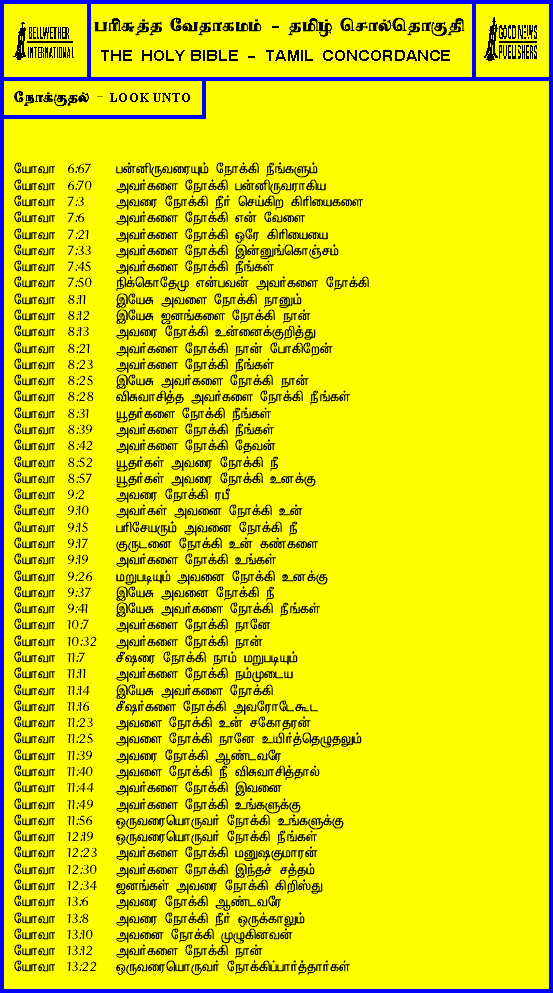 BELLWETHER
INTERNATIONAL
பரிசுத்த வேதாகமம் - தமிழ் சொல்தொகுதி
THE HOLY BIBLE - TAMIL CONCORDANCE
GOOD NEWS
PUBLISHERS
நோக்குதல் - LOOK UNTO
யோவா 6:67 பன்னிருவரையும் நோக்கி நீங்களும்
யோவா 6:70 அவர்களை நோக்கி பன்னிருவராகிய
யோவா 7:3 அவரை நோக்கி நீர் செய்கிற கிரியைகளை
யோவா 7:6 அவர்களை நோக்கி என் வேளை
யோவா 7:21 அவர்களை நோக்கி ஒரே கிரியையை
யோவா 7:33 அவர்களை நோக்கி இன்னுங்கொஞ்சம்
யோவா 7:45 அவர்களை நோக்கி நீங்கள்
யோவா 7:50 நிக்கொதேமு என்பவன் அவர்களை நோக்கி
யோவா 8:11 இயேசு அவளை நோக்கி நானும்
யோவா 8:12 இயேசு ஜனங்களை நோக்கி நான்
யோவா 8:13 அவரை நோக்கி உன்னைக்குறித்து
யோவா 8:21 அவர்களை நோக்கி நான் போகிறேன்
யோவா 8:23 அவர்களை நோக்கி நீங்கள்
யோவா 8:25 இயேசு அவர்களை நோக்கி நான்
யோவா 8:28 விசுவாசித்த அவர்களை நோக்கி நீங்கள்
யோவா 8:31 யூதர்களை நோக்கி நீங்கள்
யோவா 8:39 அவர்களை நோக்கி நீங்கள்
யோவா 8:42 அவர்களை நோக்கி தேவன்
யோவா 8:52 யூதர்கள் அவரை நோக்கி நீ
யோவா 8:57 யூதர்கள் அவரை நோக்கி உனக்கு
யோவா 9:2 அவரை நோக்கி ரபீ
யோவா 9:10 அவர்கள் அவனை நோக்கி உன்
யோவா 9:15 பரிசேயரும் அவனை நோக்கி நீ
யோவா 9:17 குருடனை நோக்கி உன் கண்களை
யோவா 9:19 அவர்களை நோக்கி உங்கள்
யோவா 9:26 மறுபடியும் அவனை நோக்கி உனக்கு
யோவா 9:37 இயேசு அவனை நோக்கி நீ
யோவா 9:41 இயேசு அவர்களை நோக்கி நீங்கள்
யோவா 10:7 அவர்களை நோக்கி நானே
யோவா 10:32 அவர்களை நோக்கி நான்
யோவா 11:7 சீஷரை நோக்கி நாம் மறுபடியும்
யோவா 11:11 அவர்களை நோக்கி நம்முடைய
யோவா 11:14 இயேசு அவர்களை நோக்கி
யோவா 11:16 சீஷர்களை நோக்கி அவரோடேகூட
யோவா 11:23 அவளை நோக்கி உன் சகோதரன்
யோவா 11:25 அவளை நோக்கி நானே உயிர்த்தெழுதலும்
யோவா 11:39 அவரை நோக்கி ஆண்டவரே
யோவா 11:40 அவளை நோக்கி நீ விசுவாசித்தால்
யோவா 11:44 அவர்களை நோக்கி இவனை
யோவா 11:49 அவர்களை நோக்கி உங்களுக்கு
யோவா 11:56 ஒருவரையொருவர் நோக்கி உங்களுக்கு
யோவா 12:19 ஒருவரையொருவர் நோக்கி நீங்கள்
யோவா 12:23 அவர்களை நோக்கி மனுஷகுமாரன்
யோவா 12:30 அவர்களை நோக்கி இந்தச் சத்தம்
யோவா 12:34 ஜனங்கள் அவரை நோக்கி கிறிஸ்து
யோவா 13:6 அவரை நோக்கி ஆண்டவரே
யோவா 13:8 அவரை நோக்கி நீர் ஒருக்காலும்
யோவா 13:10 அவனை நோக்கி முழுகினவன்
யோவா 13:12 அவர்களை நோக்கி நான்
யோவா 13:22 ஒருவரையொருவர் நோக்கிப்பார்த்தார்கள்